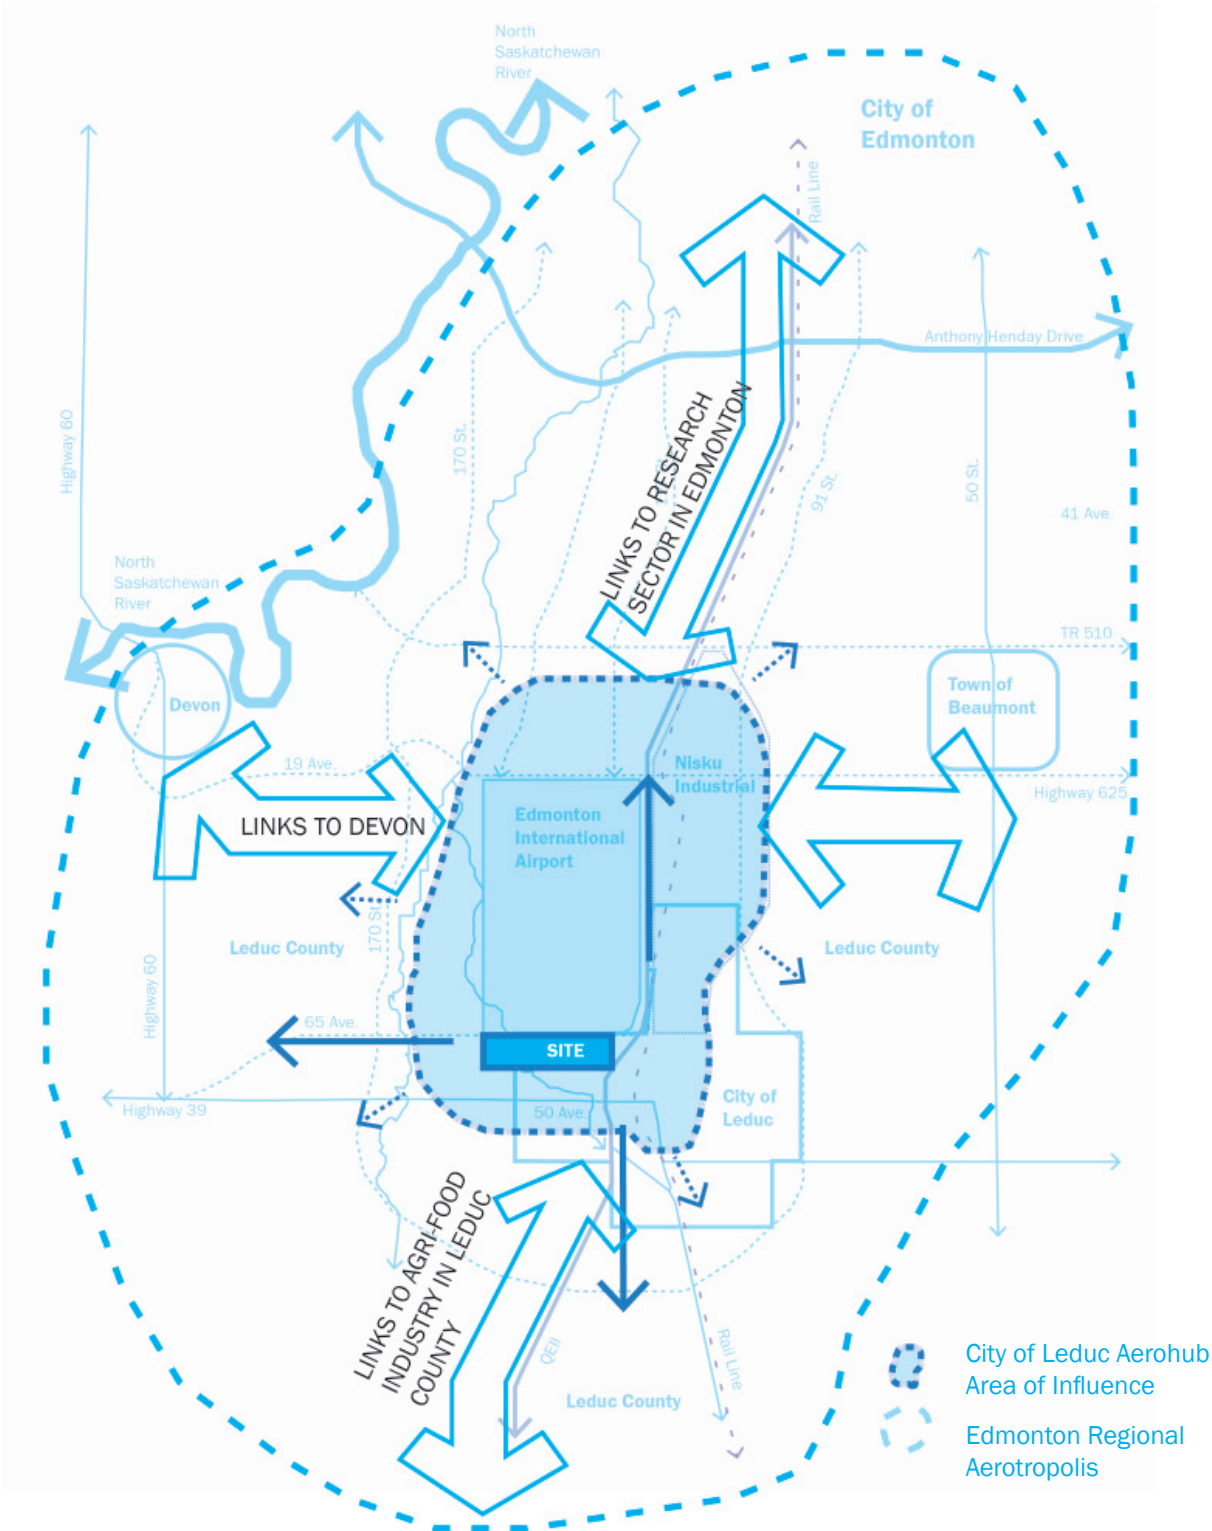 North
Saskatchewan
River
City of
Edmonton
Rail Line
Anthony Henday Drive
Highway 60
170 St.
LINKS TO RESEARCH
SECTOR IN EDMONTON
91 St.
50 St.
41 Ave.
North
Saskatchewan
River
TR 510
Devon
Town of
Beaumont
19 Ave.
Nisku
Industrial
Highway 625
Edmonton
International
Airport
LINKS TO DEVON
170 St.
Leduc County
Leduc County
Highway 60
65 Ave.
SITE
Highway 39
50 Ave.
City of
Leduc
LINKS TO AGRI-FOOD
INDUSTRY IN LEDUC
COUNTY
QEII
Rail Line
Leduc County
City of Leduc Aerohub
Area of Influence
Edmonton Regional
Aerotropolis